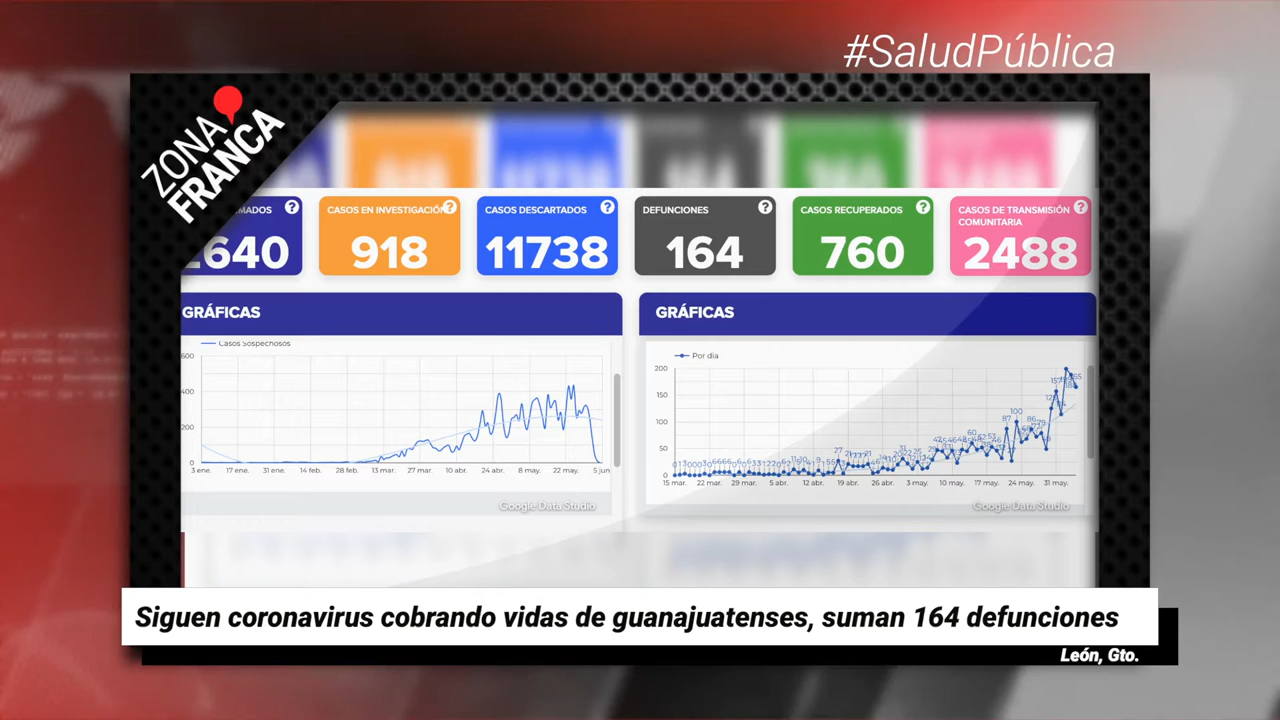 #SaludPública
ZONA
FRANCA
MADOS
CASOS EN INVESTIGACIÓN
CASOS DESCARTADOS
DEFUNCIONES
CASOS RECUPERADOS
CASOS DE TRANSMISIÓN
COMUNITARIA
2640
918
11738
164
760
2488
GRÁFICAS
GRÁFICAS
Casos Sospechosos
Por dia
600
400
200
0
3 ene.
17 ene.
31 ene.
14 feb.
28 feb.
13 mar.
27 mar.
10 abr.
24 abr.
8 may.
22 may.
5 jun
200
150
100
50
0
87
100
15 mar.
22 mar.
29 mar.
5 abr.
12 abr.
19 abr.
26 abr.
3 may.
10 may.
17 may.
24 may.
31 may.
Google Data Studio
Google Data Studio
Siguen coronavirus cobrando vidas de guanajuatenses, suman 164 defunciones
León, Gto.